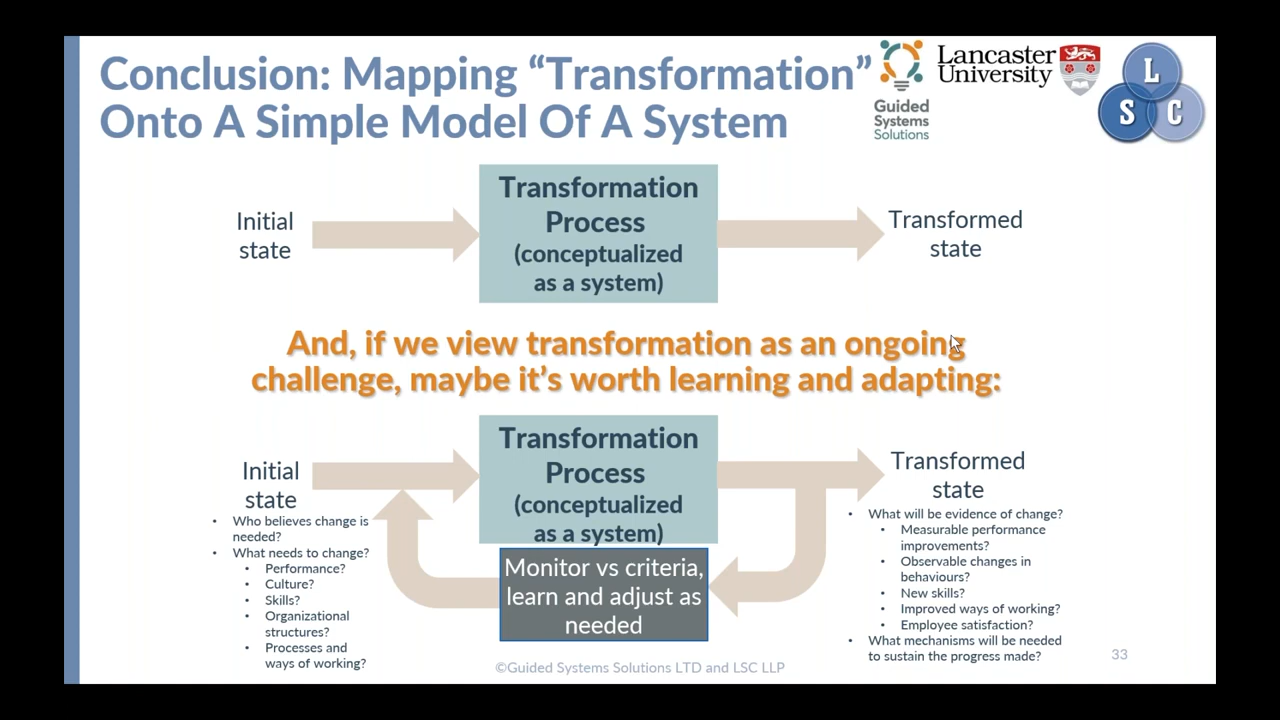 Conclusion: Mapping “Transformation”
Onto A Simple Model Of A System
Guided
Systems
Solutions
Lancaster
University
L
S C
Transformation
Process
(conceptualized
as a system)
Initial
state
Transformed
state
And, if we view transformation as an ongoing
challenge, maybe it’s worth learning and adapting:
Transformation
Process
(conceptualized
as a system)
Initial
state
• Who believes change is
needed?
• What needs to change?
• Performance?
• Culture?
• Skills?
• Organizational
structures?
• Processes and
ways of working?
Monitor vs criteria,
learn and adjust as
needed
Transformed
state
• What will be evidence of change?
• Measurable performance
improvements?
• Observable changes in
behaviours?
• New skills?
• Improved ways of working?
• Employee satisfaction?
• What mechanisms will be needed
to sustain the progress made?
©Guided Systems Solutions LTD and LSC LLP
33